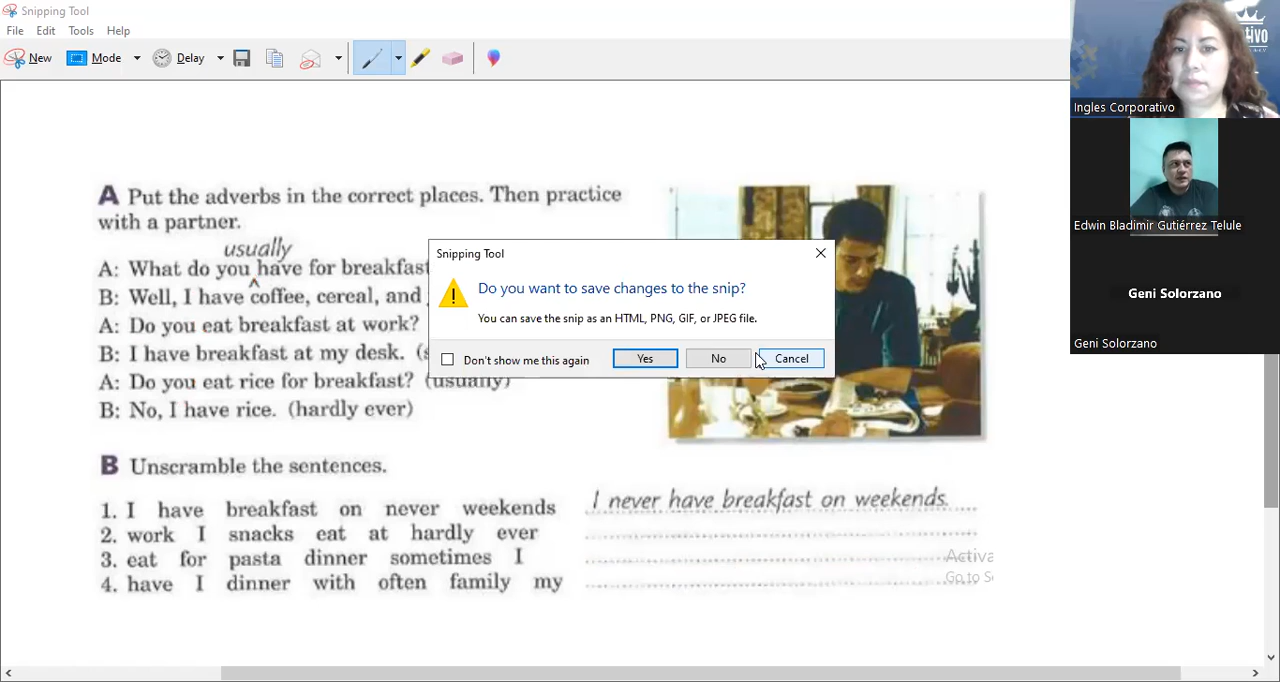 Snipping Tool
File Edit Tools Help
New Mode Delay
A Put the adverbs in the correct places. Then practice
with a partner.
usually
A: What do you have for breakfast
B: Well, I have coffee, cereal, and
A: Do you eat breakfast at work?
B: I have breakfast at my desk.
A: Do you eat rice for breakfast? (usually)
B: No, I have rice. (hardly ever)
Snipping Tool
Do you want to save changes to the snip?
You can save the snip as an HTML, PNG, GIF, or JPEG file.
Don't show me this again
Yes No Cancel
B Unscramble the sentences.
1. I have breakfast on never weekends I never have breakfast on weekends.
2. work I snacks eat at hardly ever
3. eat for pasta dinner sometimes I
4. have I dinner with often family my
Ingles Corporativo
Edwin Bladimir Gutiérrez Telule
Geni Solorzano
Geni Solorzano